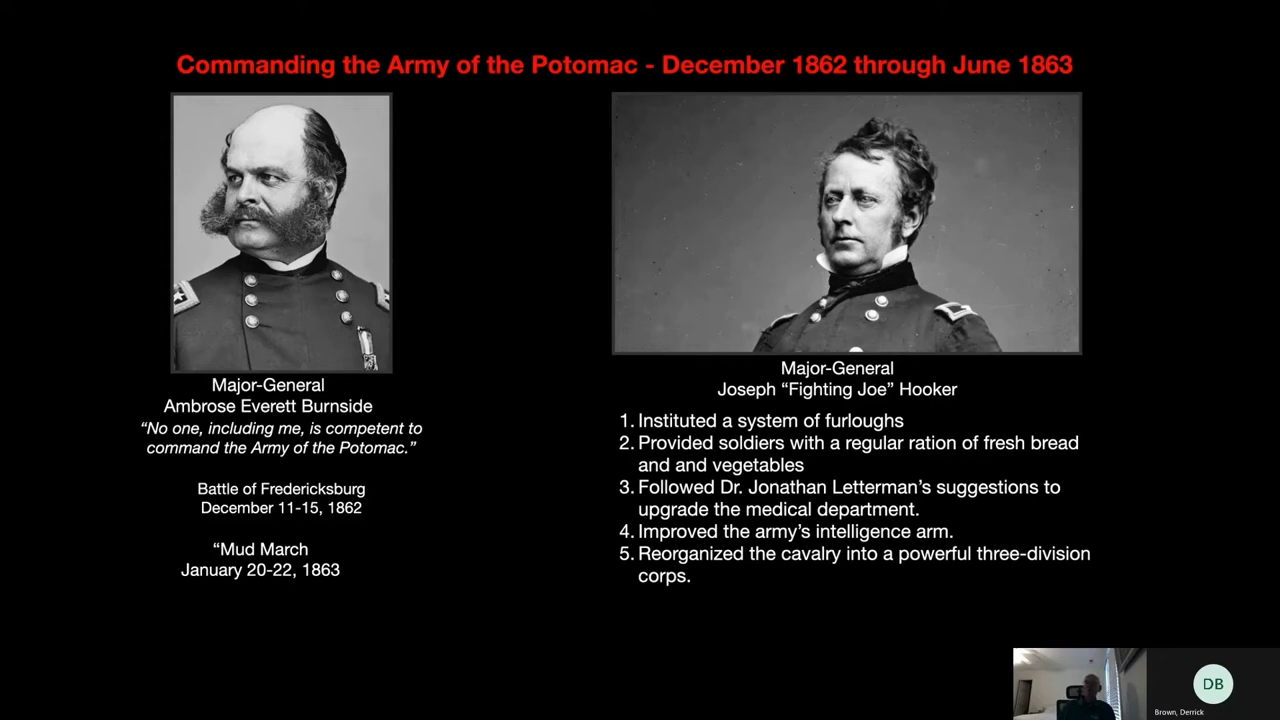 Commanding the Army of the Potomac - December 1862 through June 1863
Major-General
Ambrose Everett Burnside
“No one, including me, is competent to
command the Army of the Potomac.”
Battle of Fredericksburg
December 11-15, 1862
“Mud March
January 20-22, 1863
Major-General
Joseph “Fighting Joe” Hooker
1. Instituted a system of furloughs
2. Provided soldiers with a regular ration of fresh bread
and and vegetables
3. Followed Dr. Jonathan Letterman’s suggestions to
upgrade the medical department.
4. Improved the army’s intelligence arm.
5. Reorganized the cavalry into a powerful three-division
corps.
DB
Brown, Derrick